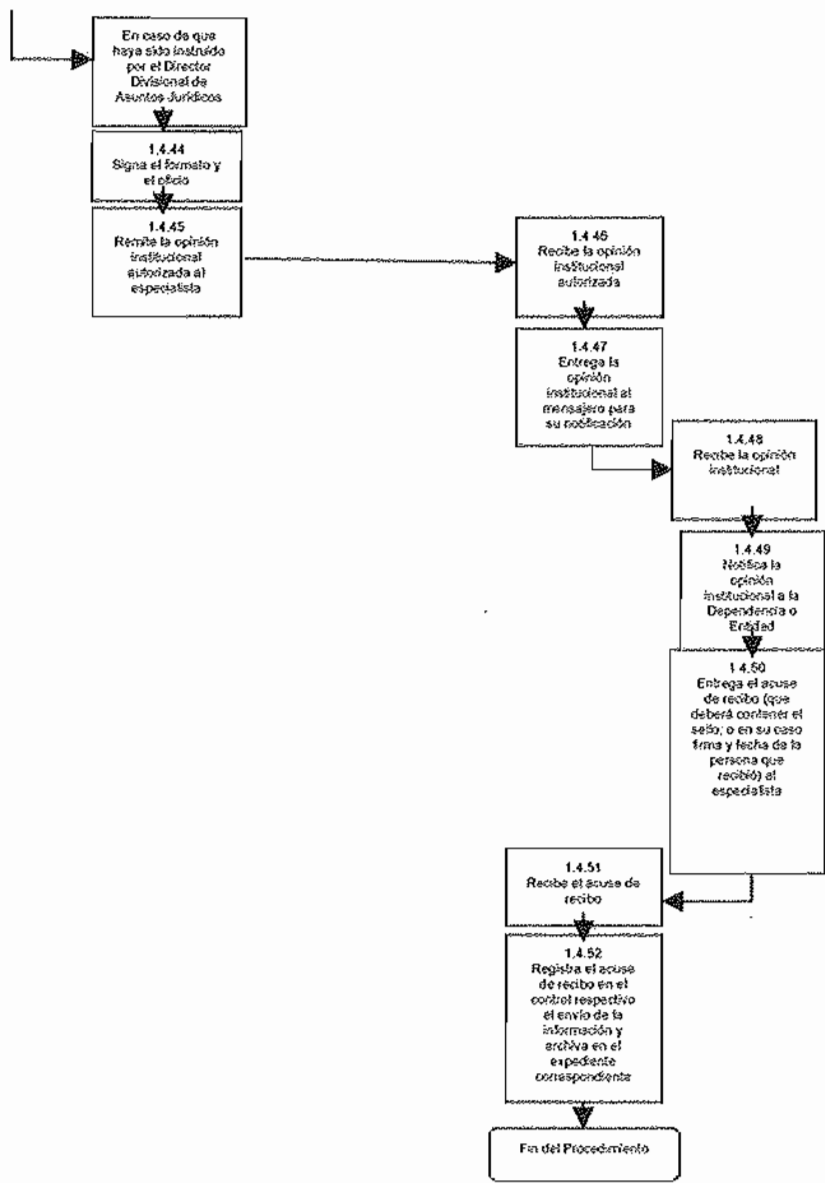 En caso de que
haya sido instruido
por el Director
Divisional de
Asuntos Jurídicos
1.4.44
Signa el formato y
el oficio
1.4.45
Remite la opinión
institucional
autorizada al
especialista
1.4.46
Recibe la opinión
institucional
autorizada
1.4.47
Entrega la
opinión
institucional al
mensajero para
su notificación
1.4.48
Recibe la opinión
institucional
1.4.49
Notifica la
opinión
institucional a la
Dependencia o
Entidad
1.4.50
Entrega el acuse
de recibo (que
deberá contener el
sello; o en su caso
firma y fecha de la
persona que
recibió) al
especialista
1.4.51
Recibe el acuse de
recibo
1.4.52
Registra el acuse
de recibo en el
control respectivo
el envío de la
información y
archiva en el
expediente
correspondiente
Fin del Procedimiento